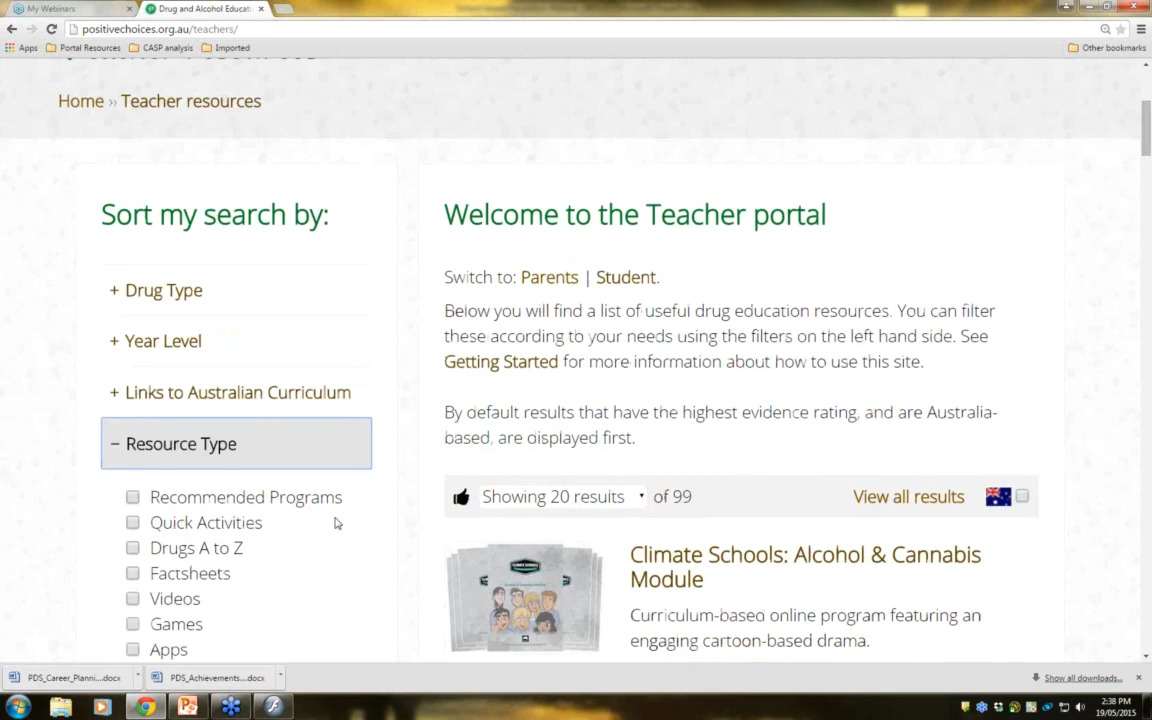 My Webinars
Drug and Alcohol Educati
positivechoices.org.au/teachers/
Apps
Portal Resources
CASP analysis
Imported
Other bookmarks
Home ›› Teacher resources
Sort my search by:
+ Drug Type
+ Year Level
+ Links to Australian Curriculum
− Resource Type
Recommended Programs
Quick Activities
Drugs A to Z
Factsheets
Videos
Games
Apps
Welcome to the Teacher portal
Switch to: Parents | Student.
Below you will find a list of useful drug education resources. You can filter
these according to your needs using the filters on the left hand side. See
Getting Started for more information about how to use this site.
By default results that have the highest evidence rating, and are Australia-
based, are displayed first.
Showing 20 results of 99
View all results
CLIMATE SCHOOLS
Climate Schools: Alcohol & Cannabis
Module
Curriculum-based online program featuring an
engaging cartoon-based drama.
PDS_Career_Planni....docx
PDS_Achievements....docx
Show all downloads...
2:38 PM
19/05/2015